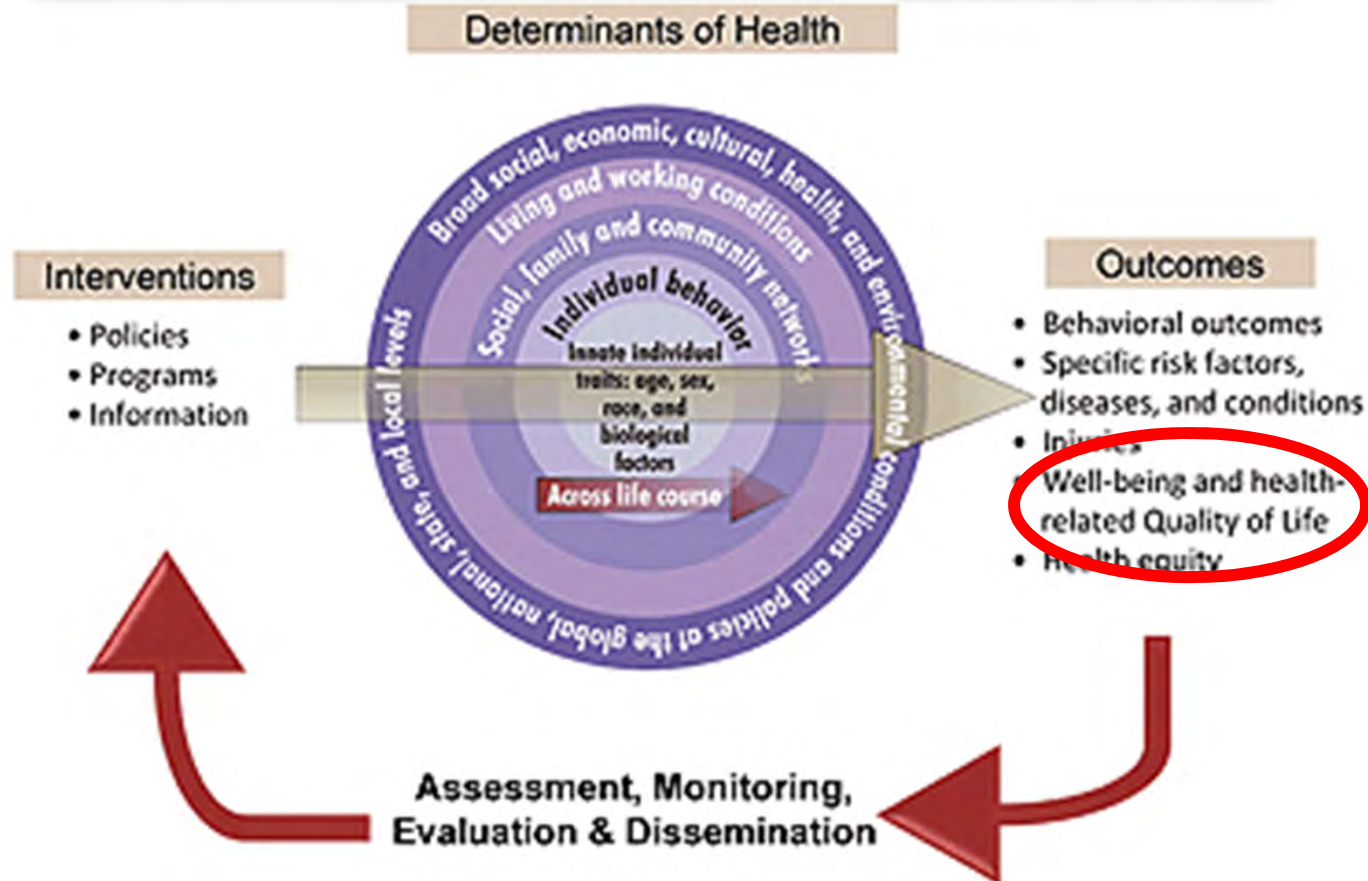 Determinants of Health
Broad social, economic, cultural, health, and environmental conditions and policies at the global, national, state, and local levels
Living and working conditions
Social, family and community networks
Individual behavior
Innate individual
traits: age, sex,
race, and
biological
factors
Across life course
Interventions
• Policies
• Programs
• Information
Outcomes
• Behavioral outcomes
• Specific risk factors,
diseases, and conditions
• Injuries
• Well-being and health-
related Quality of Life
• Health equity
Assessment, Monitoring,
Evaluation & Dissemination